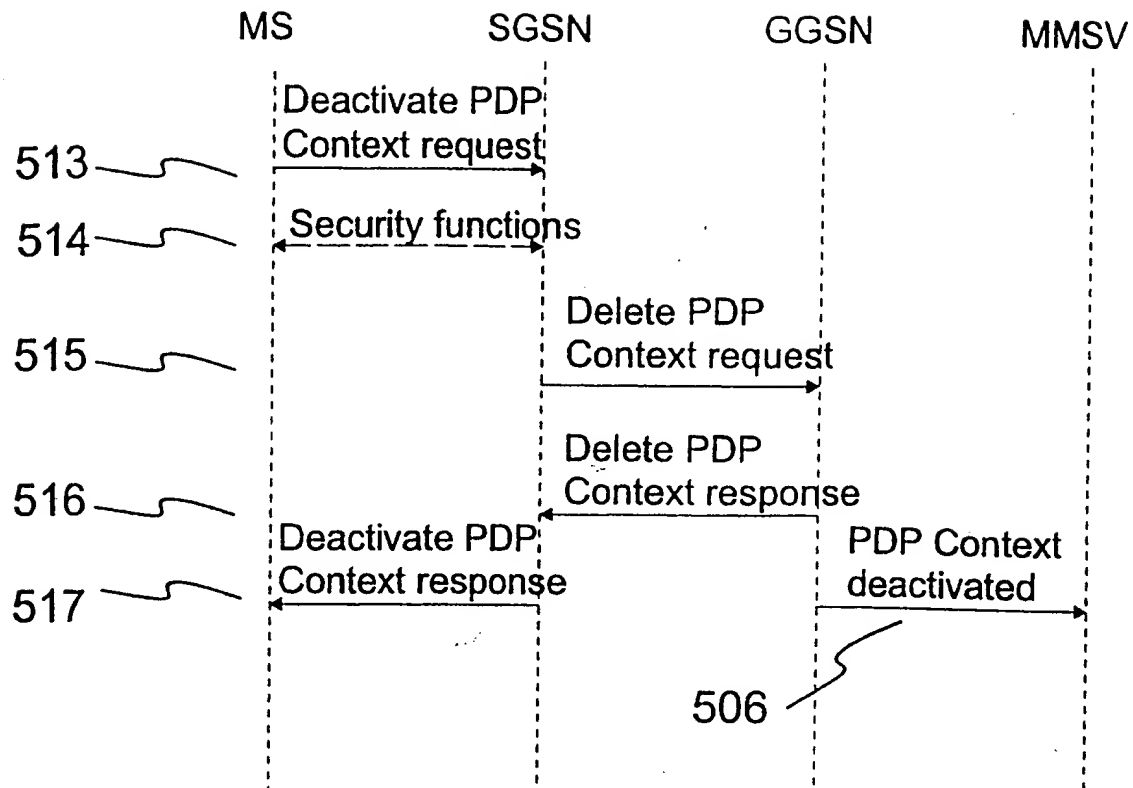 MS SGSN GGSN MMSV
Deactivate PDP
Context request
513
Security functions
514
Delete PDP
Context request
515
Delete PDP
Context response
516
Deactivate PDP
Context response
517
PDP Context
deactivated
506